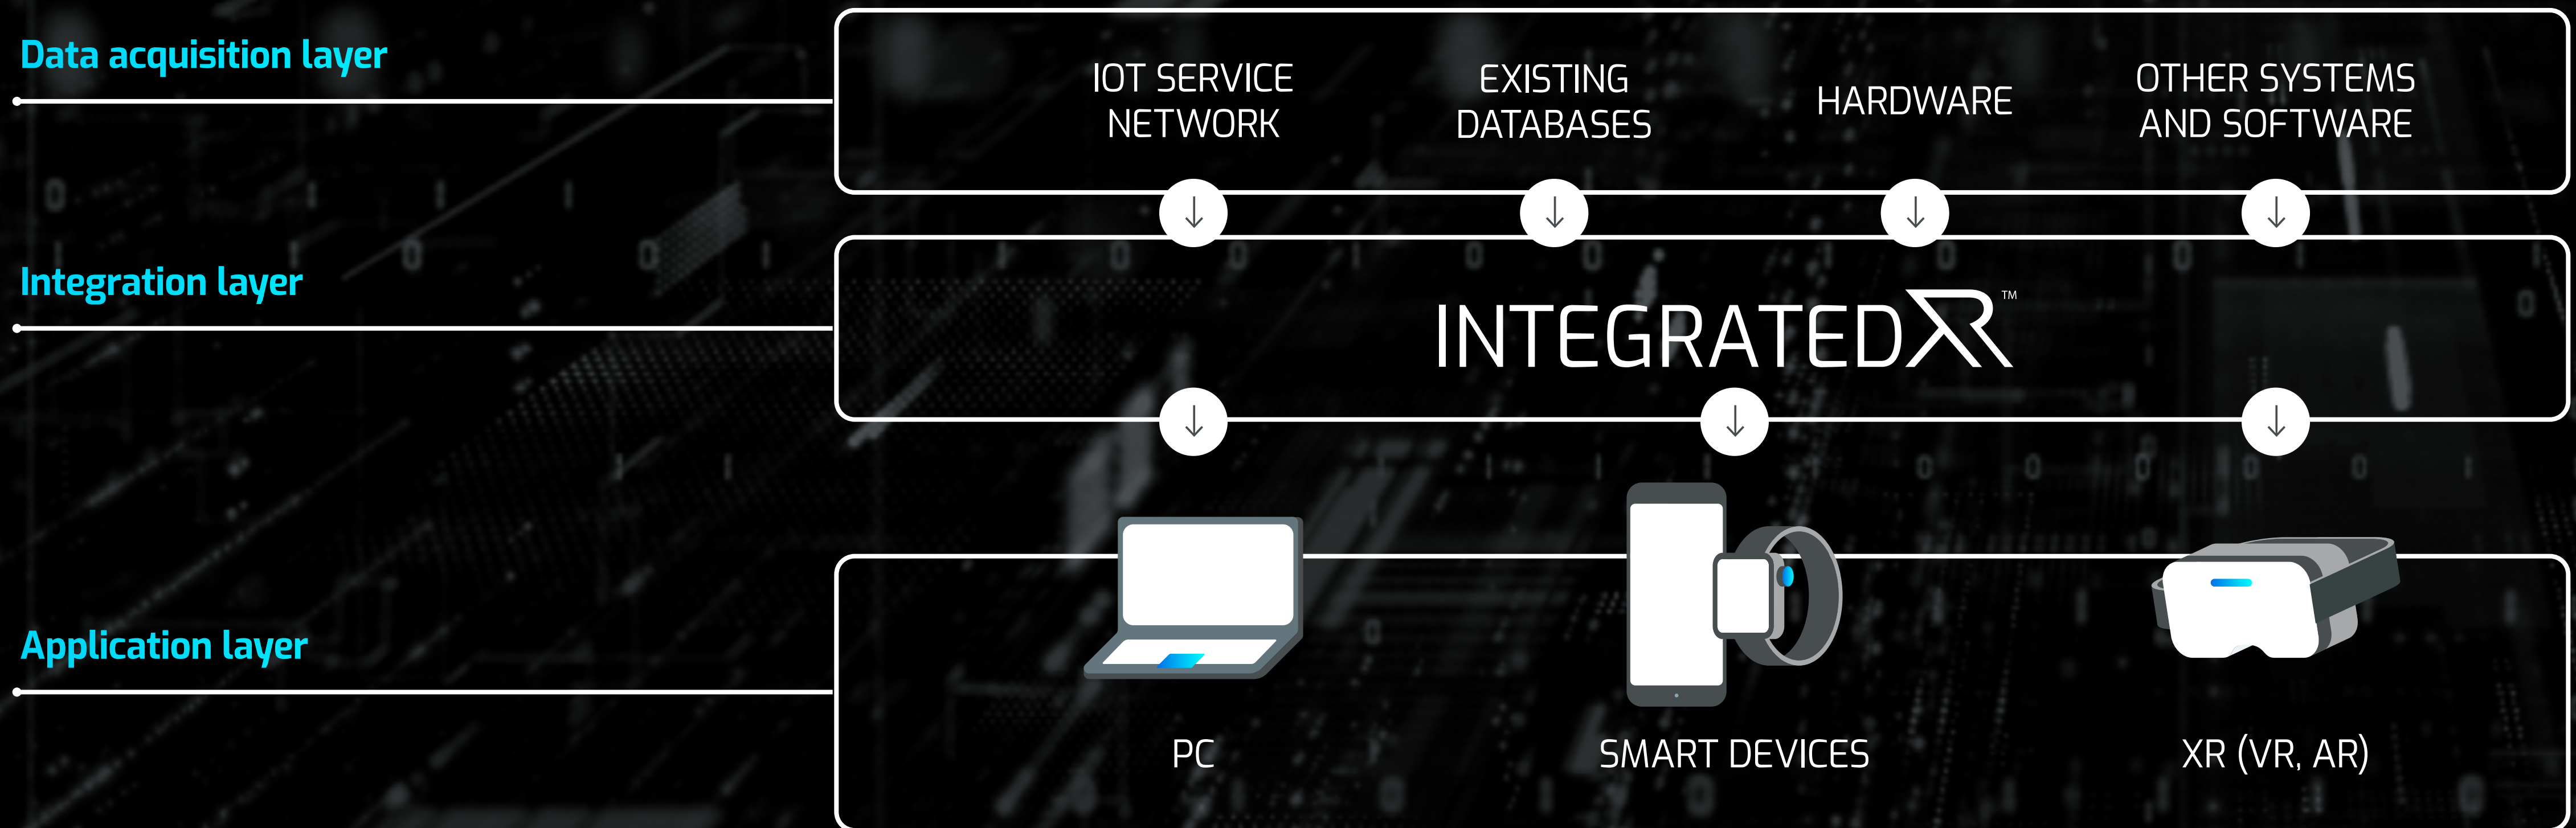 Data acquisition layer
IOT SERVICE
NETWORK
EXISTING
DATABASES
HARDWARE
OTHER SYSTEMS
AND SOFTWARE
Integration layer
INTEGRATEDXR™
Application layer
PC
SMART DEVICES
XR (VR, AR)